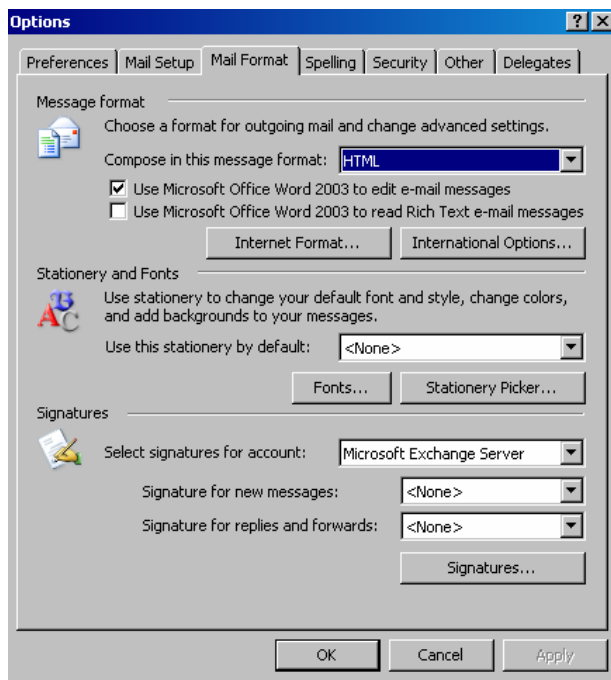 Options
Preferences Mail Setup Mail Format Spelling Security Other Delegates
Message format
Choose a format for outgoing mail and change advanced settings.
Compose in this message format: HTML
Use Microsoft Office Word 2003 to edit e-mail messages
Use Microsoft Office Word 2003 to read Rich Text e-mail messages
Internet Format... International Options...
Stationery and Fonts
Use stationery to change your default font and style, change colors,
and add backgrounds to your messages.
Use this stationery by default: <None>
Fonts... Stationery Picker...
Signatures
Select signatures for account: Microsoft Exchange Server
Signature for new messages: <None>
Signature for replies and forwards: <None>
Signatures...
OK Cancel Apply